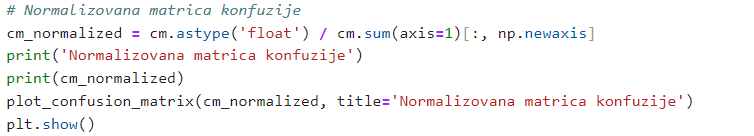 # Normalizovana matrica konfuzije
cm_normalized = cm.astype('float') / cm.sum(axis=1)[:, np.newaxis]
print('Normalizovana matrica konfuzije')
print(cm_normalized)
plot_confusion_matrix(cm_normalized, title='Normalizovana matrica konfuzije')
plt.show()